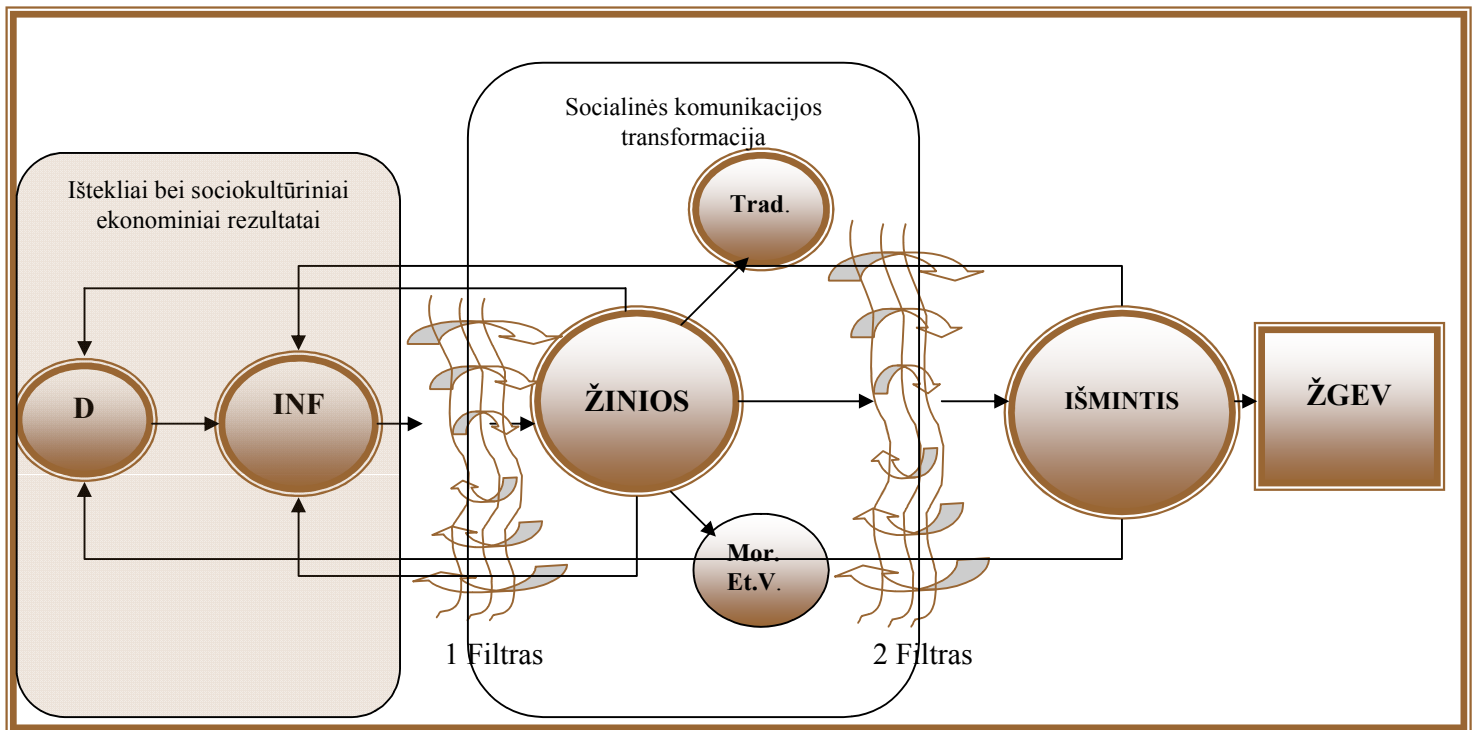 Socialinės komunikacijos
transformacija
Ištekliai bei sociokultūriniai
ekonominiai rezultatai
Trad.
D
INF
ŽINIOS
IŠMINTIS
ŽGEV
Mor.
Et.V.
1 Filtras
2 Filtras